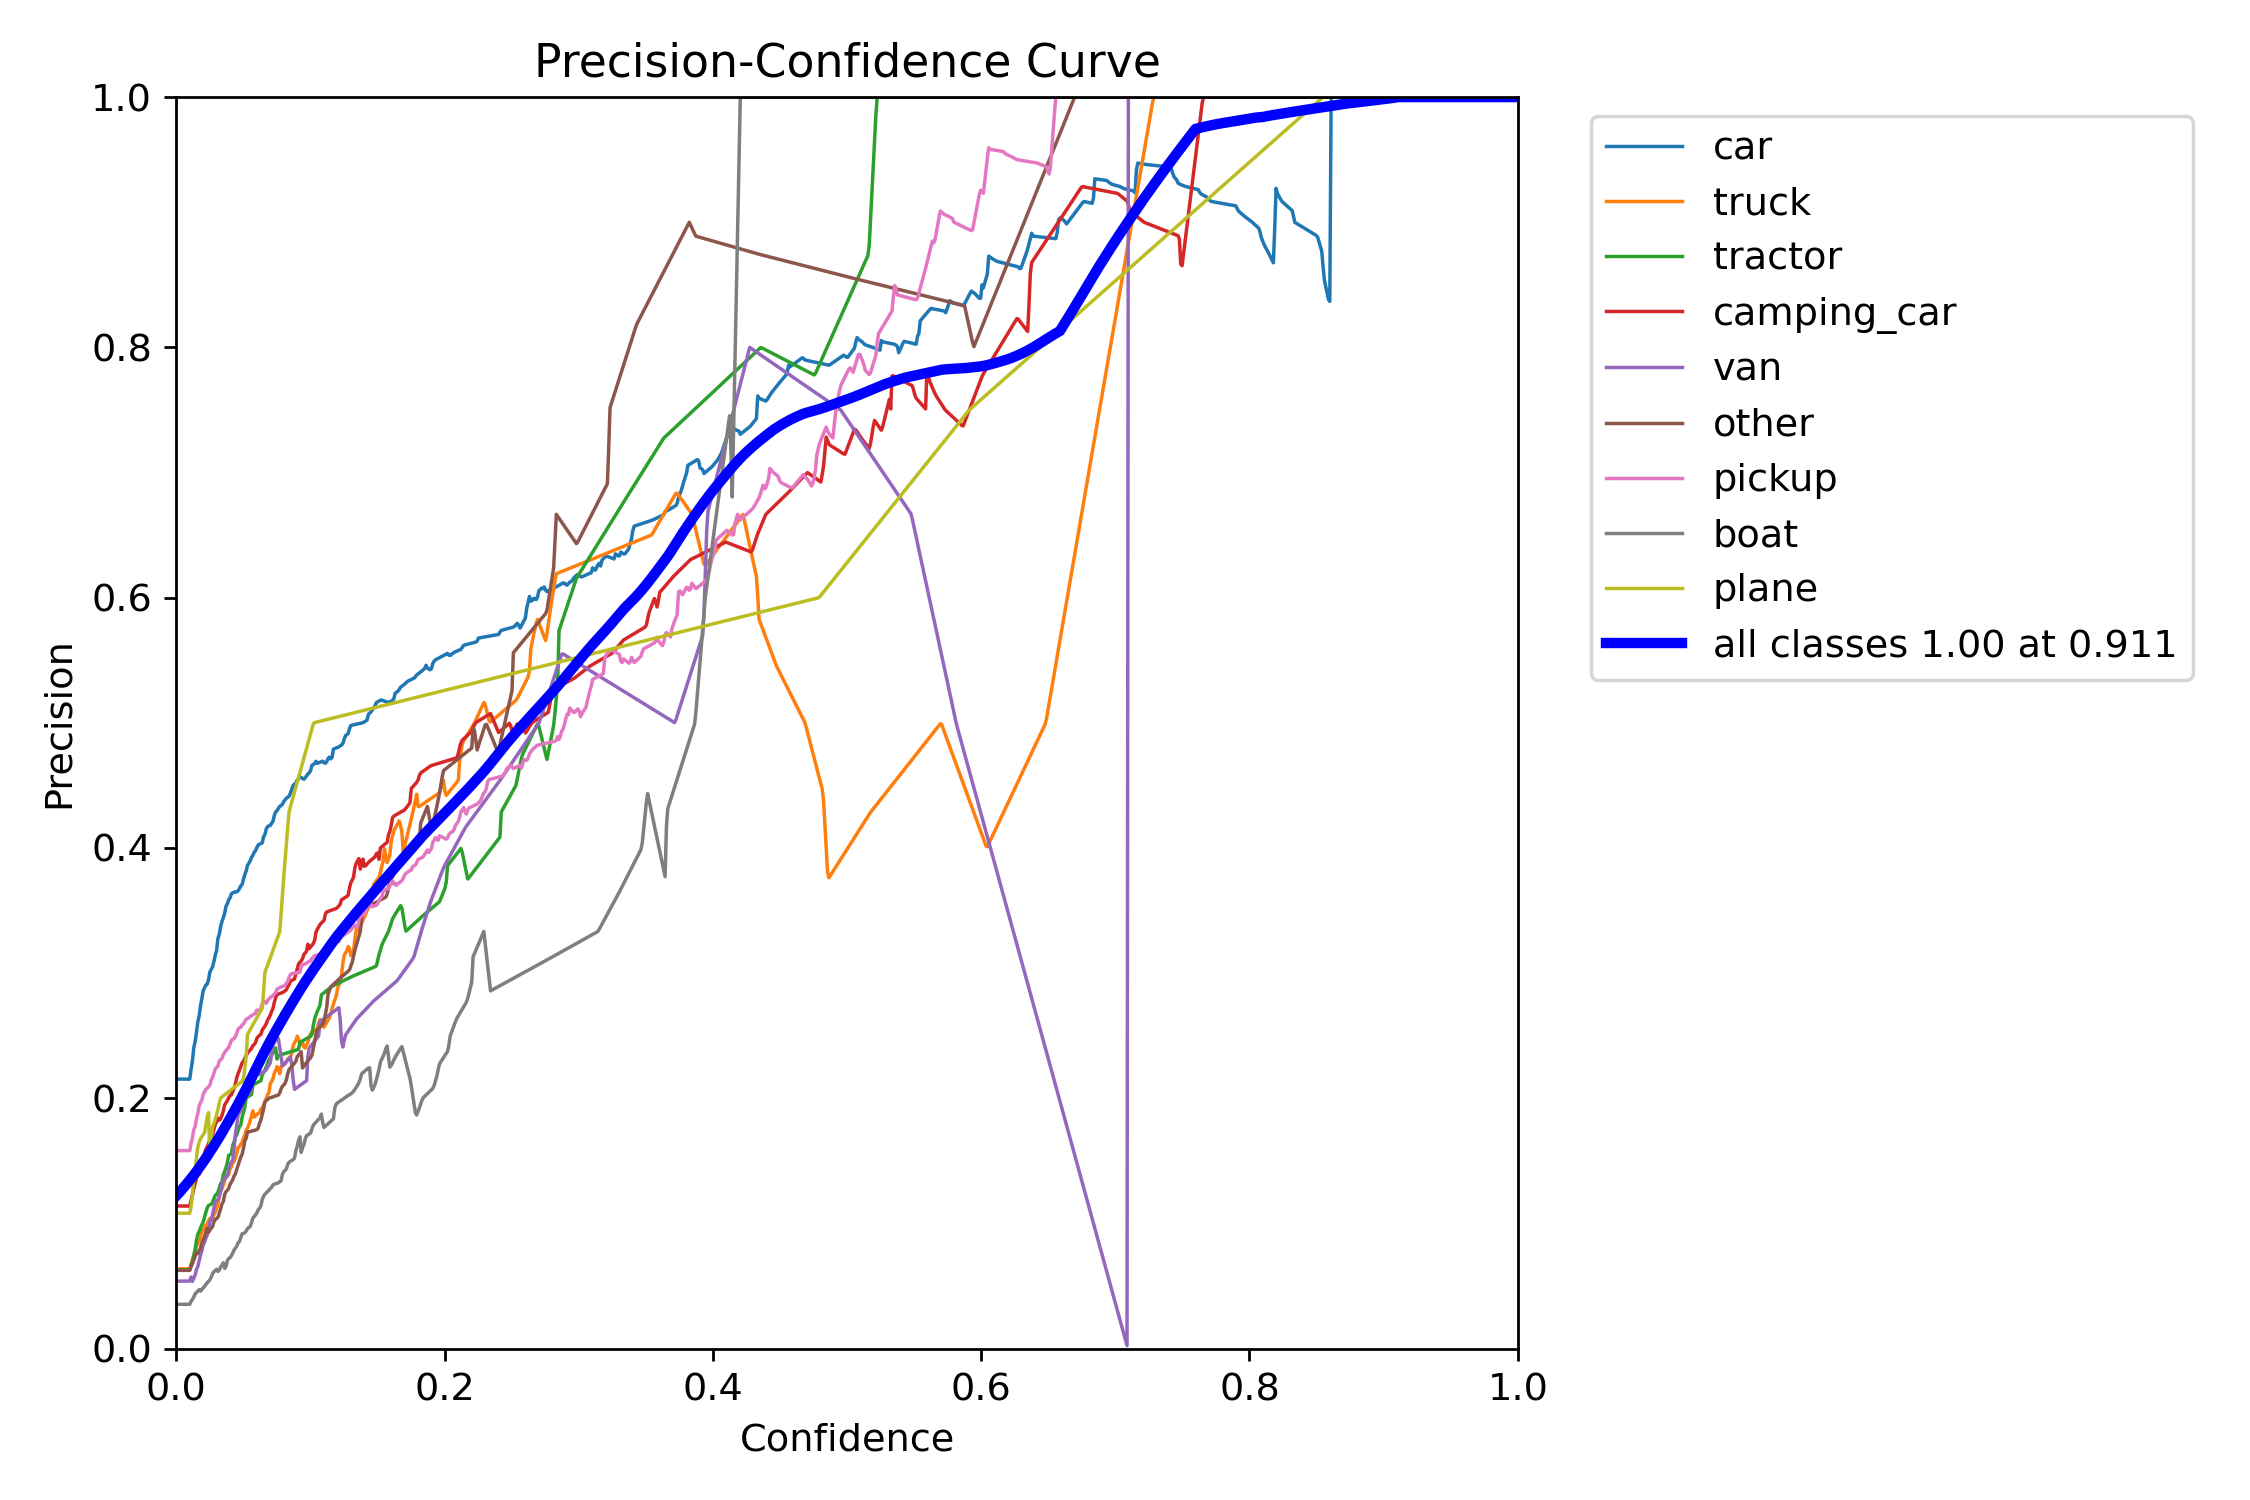 Precision-Confidence Curve
1.0
0.8
0.6
0.4
0.2
0.0
Precision
0.0 0.2 0.4 0.6 0.8 1.0
Confidence
car
truck
tractor
camping_car
van
other
pickup
boat
plane
all classes 1.00 at 0.911